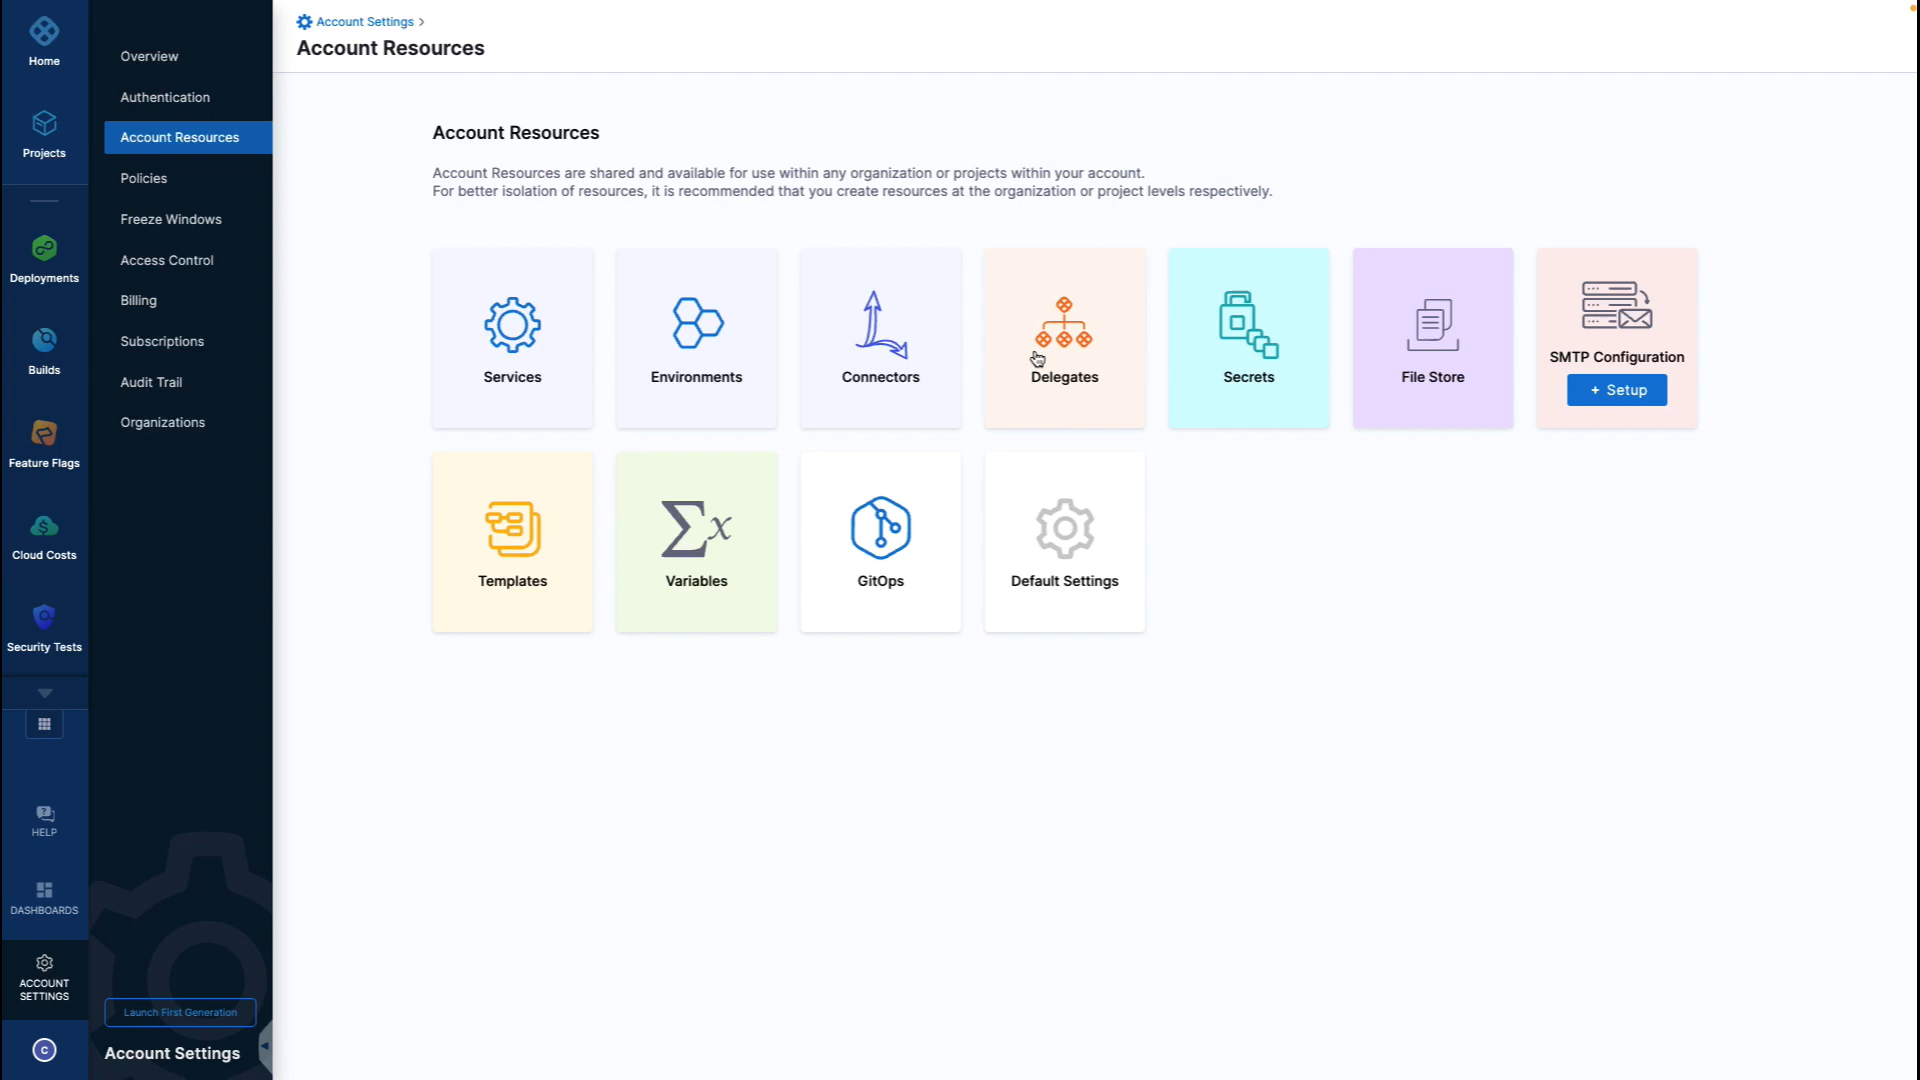 Home
Projects
Deployments
Builds
Feature Flags
Cloud Costs
$
Security Tests
HELP
DASHBOARDS
ACCOUNT
SETTINGS
C
Overview
Authentication
Account Resources
Policies
Freeze Windows
Access Control
Billing
Subscriptions
Audit Trail
Organizations
Launch First Generation
Account Settings
Account Settings >
Account Resources
Account Resources
Account Resources are shared and available for use within any organization or projects within your account.
For better isolation of resources, it is recommended that you create resources at the organization or project levels respectively.
Services
Environments
Connectors
Delegates
Secrets
File Store
SMTP Configuration
+ Setup
Templates
Σx
Variables
GitOps
Default Settings